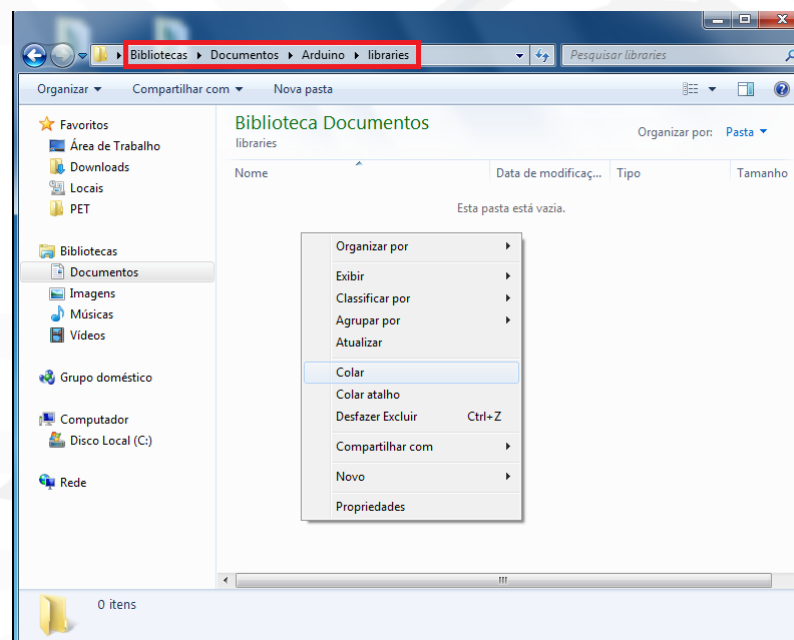 Bibliotecas Documentos Arduino libraries
Pesquisar libraries
Organizar Compartilhar com Nova pasta
Favoritos
Área de Trabalho
Downloads
Locais
PET
Bibliotecas
Documentos
Imagens
Músicas
Vídeos
Grupo doméstico
Computador
Disco Local (C:)
Rede
Biblioteca Documentos
libraries
Organizar por: Pasta
Nome Data de modificaç... Tipo Tamanho
Esta pasta está vazia.
Organizar por
Exibir
Classificar por
Agrupar por
Atualizar
Colar
Colar atalho
Desfazer Excluir Ctrl+Z
Compartilhar com
Novo
Propriedades
0 itens